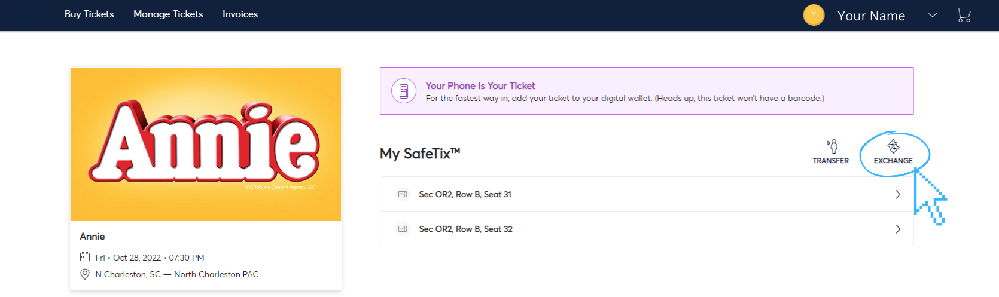 Buy Tickets Manage Tickets Invoices
Y Your Name
Annie
®© Tribune Content Agency, LLC
Annie
Fri • Oct 28, 2022 • 07:30 PM
N Charleston, SC — North Charleston PAC
Your Phone Is Your Ticket
For the fastest way in, add your ticket to your digital wallet. (Heads up, this ticket won't have a barcode.)
My SafeTix™
TRANSFER EXCHANGE
Sec OR2, Row B, Seat 31
Sec OR2, Row B, Seat 32